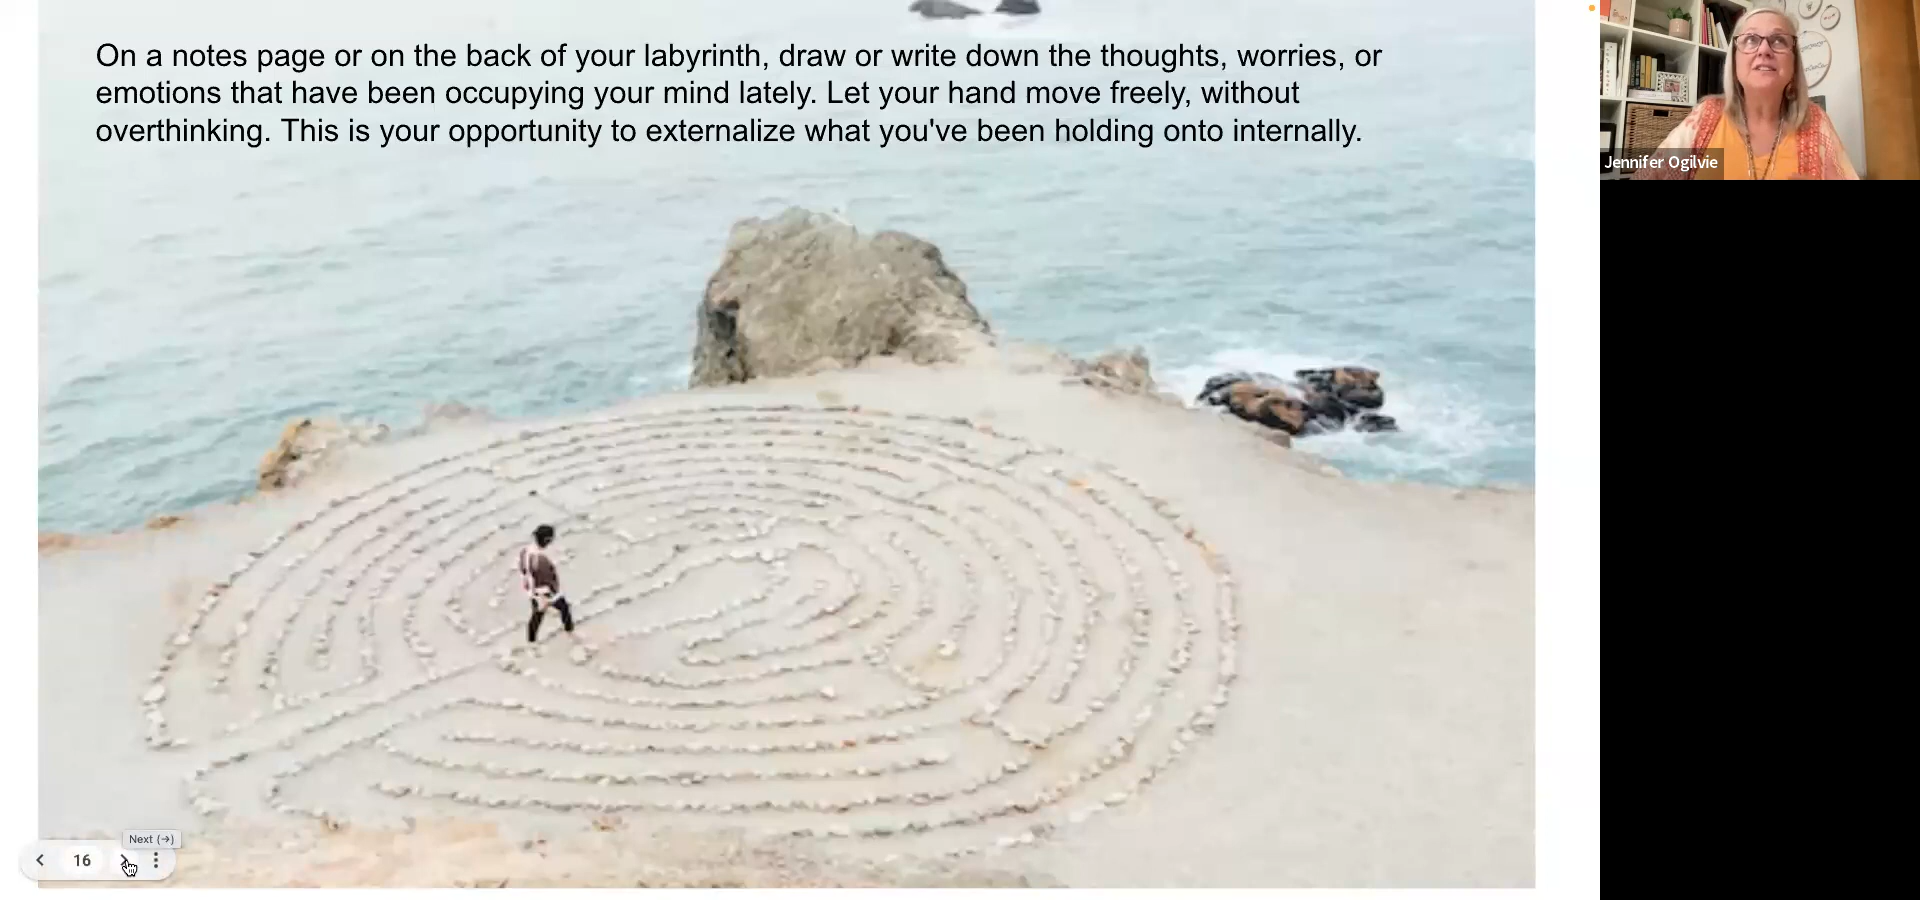 On a notes page or on the back of your labyrinth, draw or write down the thoughts, worries, or
emotions that have been occupying your mind lately. Let your hand move freely, without
overthinking. This is your opportunity to externalize what you've been holding onto internally.
Jennifer Ogilvie
Next (→)
16